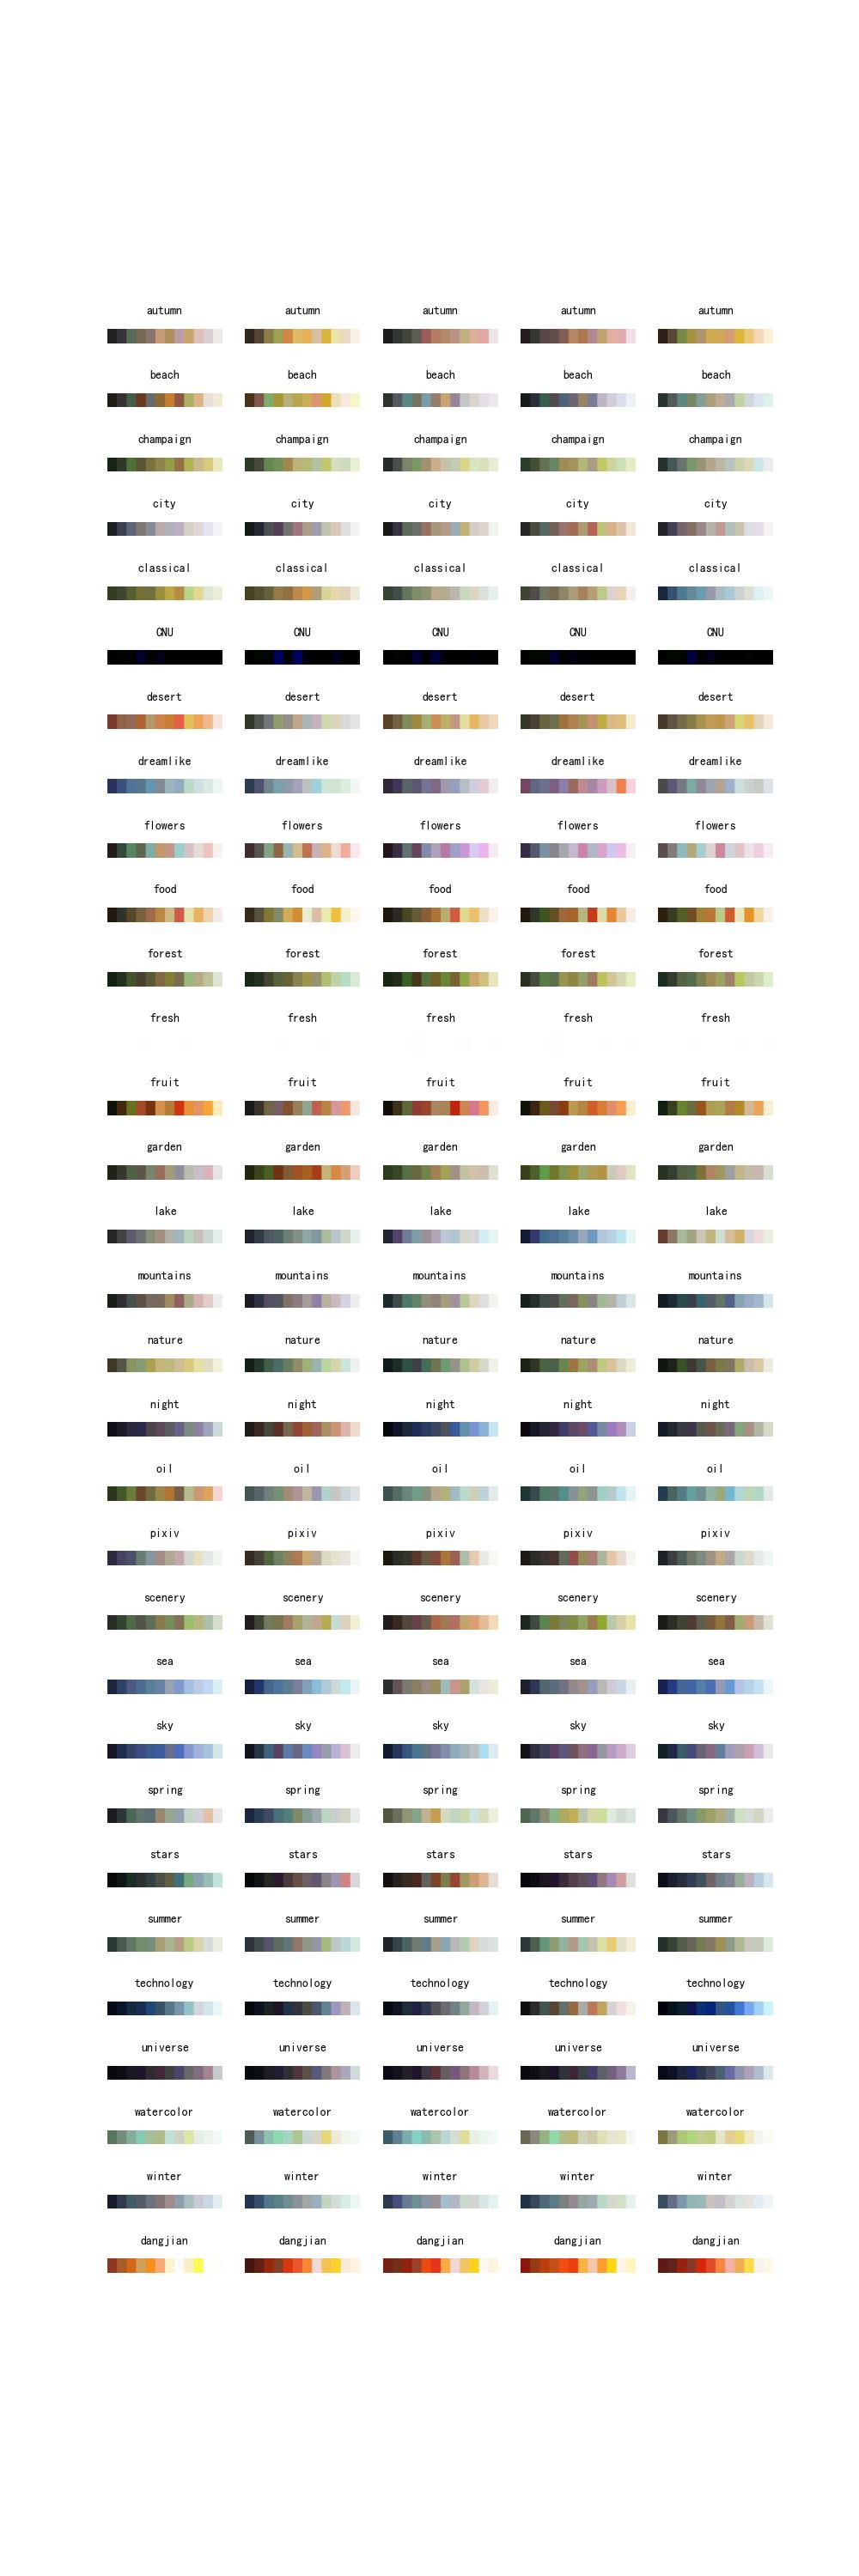 autumn autumn autumn autumn autumn
beach beach beach beach beach
champaign champaign champaign champaign champaign
city city city city city
classical classical classical classical classical
CNU CNU CNU CNU CNU
desert desert desert desert desert
dreamlike dreamlike dreamlike dreamlike dreamlike
flowers flowers flowers flowers flowers
food food food food food
forest forest forest forest forest
fresh fresh fresh fresh fresh
fruit fruit fruit fruit fruit
garden garden garden garden garden
lake lake lake lake lake
mountains mountains mountains mountains mountains
nature nature nature nature nature
night night night night night
oil oil oil oil oil
pixiv pixiv pixiv pixiv pixiv
scenery scenery scenery scenery scenery
sea sea sea sea sea
sky sky sky sky sky
spring spring spring spring spring
stars stars stars stars stars
summer summer summer summer summer
technology technology technology technology technology
universe universe universe universe universe
watercolor watercolor watercolor watercolor watercolor
winter winter winter winter winter
dangjian dangjian dangjian dangjian dangjian